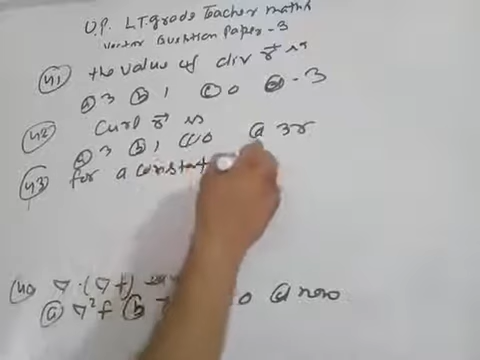 U.P. L.T. grade Teacher maths
Vector Question Paper - 3
41 the value of div r⃗ is
a 3 b 1 c 0 d -3
42 Curl r⃗ is
a 3 b 1 c 0 d 3r
43 for a constant
40 ∇·(∇f)
a ∇²f b 0 d none